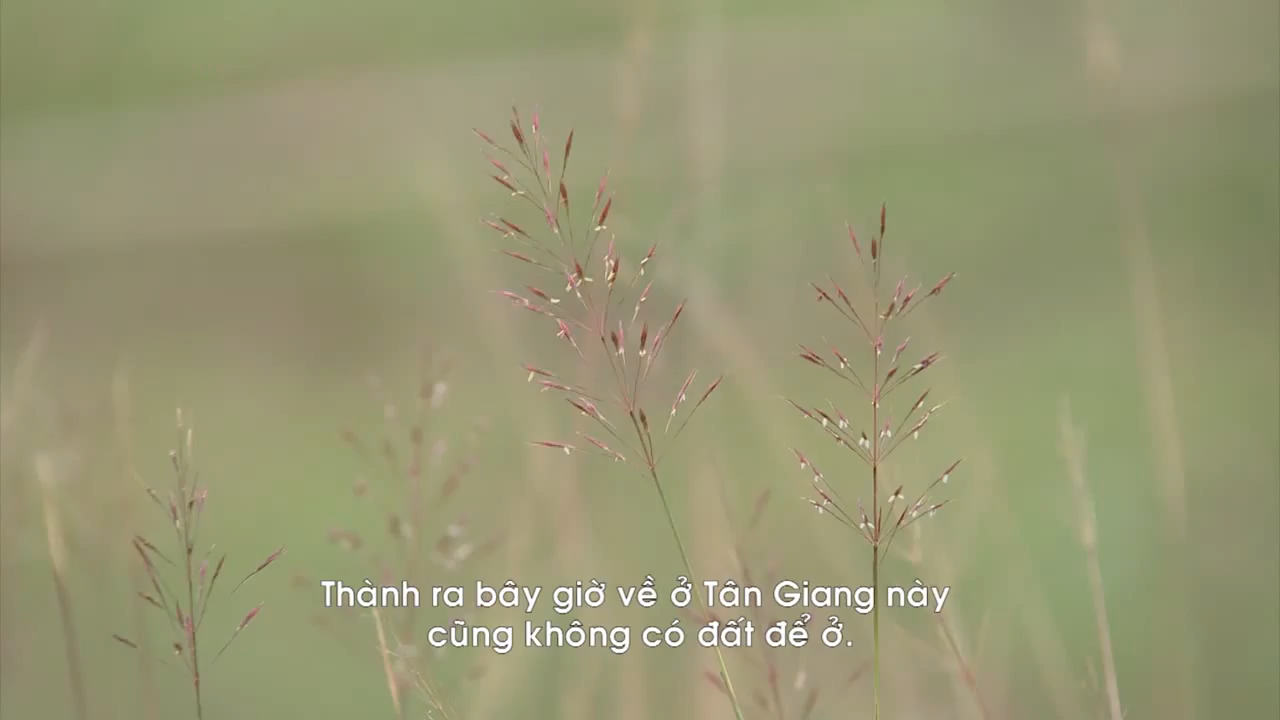 Thành ra bây giờ về ở Tân Giang này
cũng không có đất để ở.